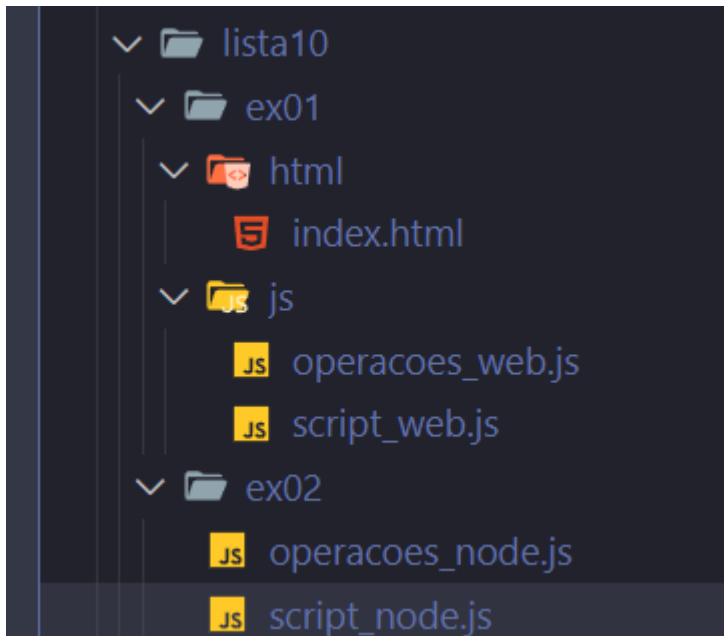 lista10
ex01
html
index.html
js
operacoes_web.js
script_web.js
ex02
operacoes_node.js
script_node.js